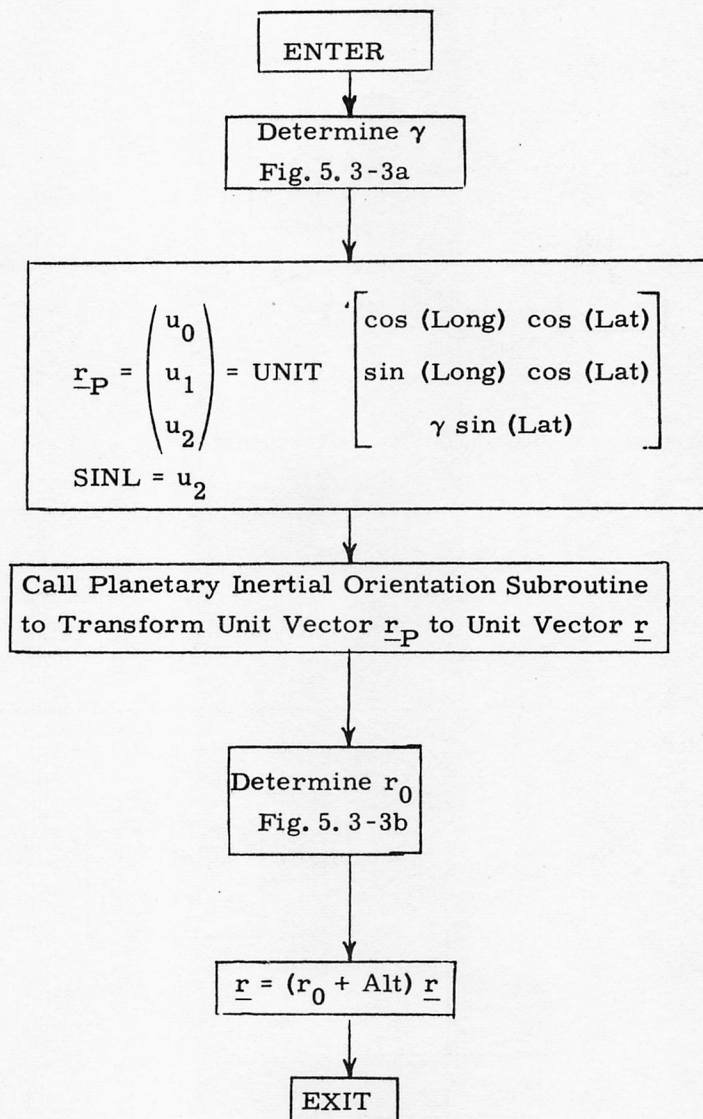 ENTER
Determine γ
Fig. 5. 3-3a
r_P = (u_0 u_1 u_2) = UNIT [cos (Long) cos (Lat)
sin (Long) cos (Lat)
γ sin (Lat)]
SINL = u_2
Call Planetary Inertial Orientation Subroutine
to Transform Unit Vector r_P to Unit Vector r
Determine r_0
Fig. 5. 3-3b
r = (r_0 + Alt) r
EXIT